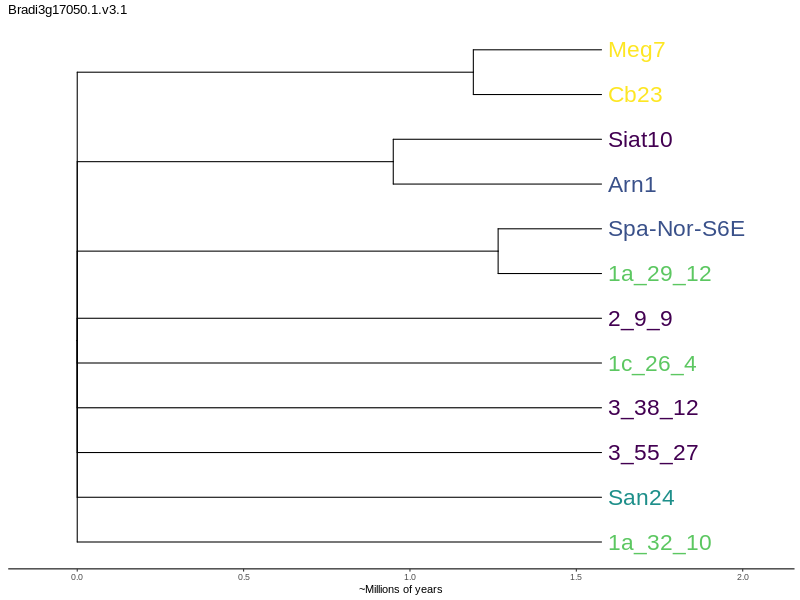 Bradi3g17050.1.v3.1
Meg7
Cb23
Siat10
Arn1
Spa-Nor-S6E
1a_29_12
2_9_9
1c_26_4
3_38_12
3_55_27
San24
1a_32_10
0.0 0.5 1.0 1.5 2.0
~Millions of years